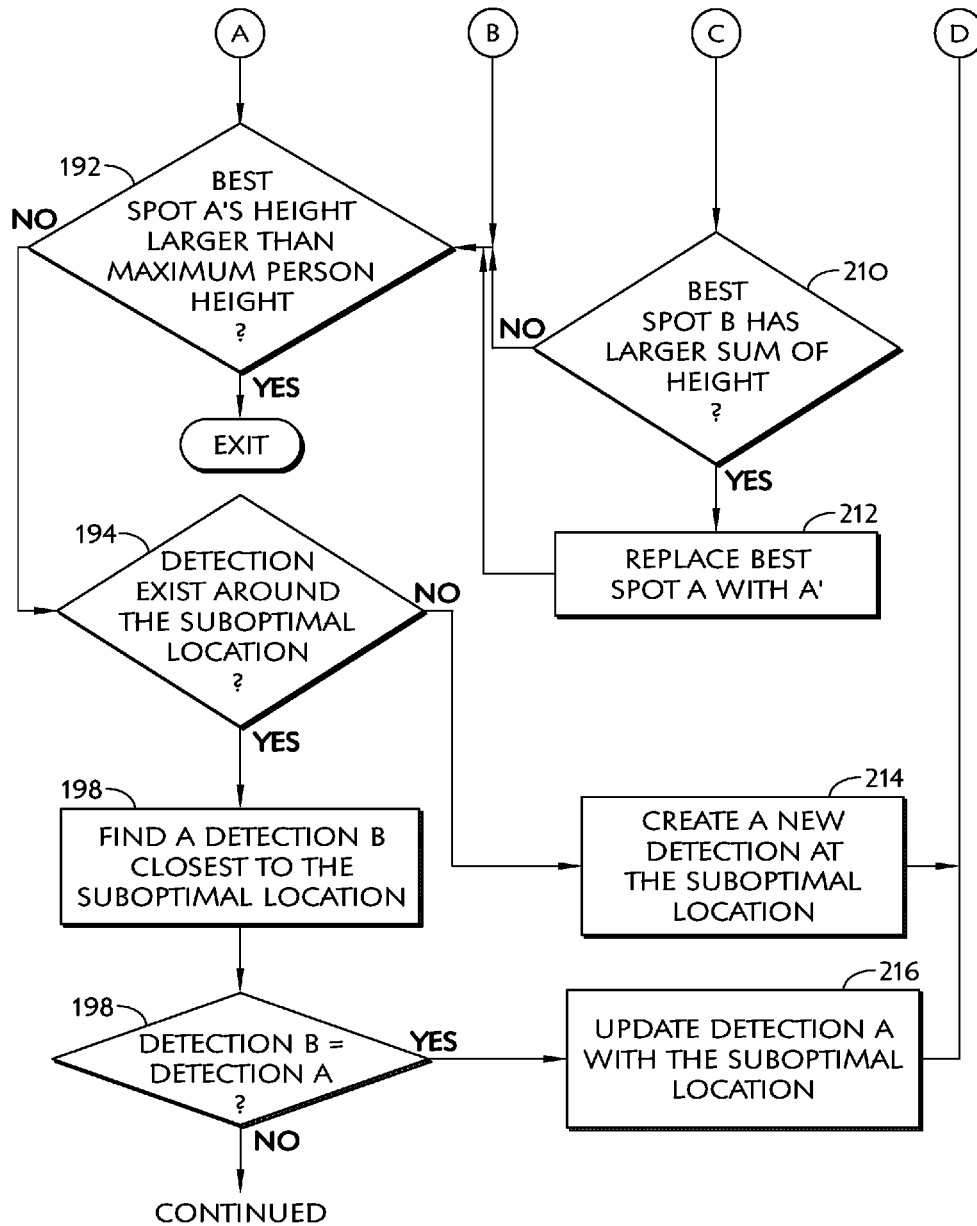 A
B
C
D
192
BEST
SPOT A'S HEIGHT
LARGER THAN
MAXIMUM PERSON
HEIGHT
?
NO
YES
EXIT
210
BEST
SPOT B HAS
LARGER SUM OF
HEIGHT
?
NO
YES
212
REPLACE BEST
SPOT A WITH A'
194
DETECTION
EXIST AROUND
THE SUBOPTIMAL
LOCATION
?
NO
YES
198
FIND A DETECTION B
CLOSEST TO THE
SUBOPTIMAL LOCATION
214
CREATE A NEW
DETECTION AT
THE SUBOPTIMAL
LOCATION
198
DETECTION B =
DETECTION A
?
YES
NO
216
UPDATE DETECTION A
WITH THE SUBOPTIMAL
LOCATION
CONTINUED